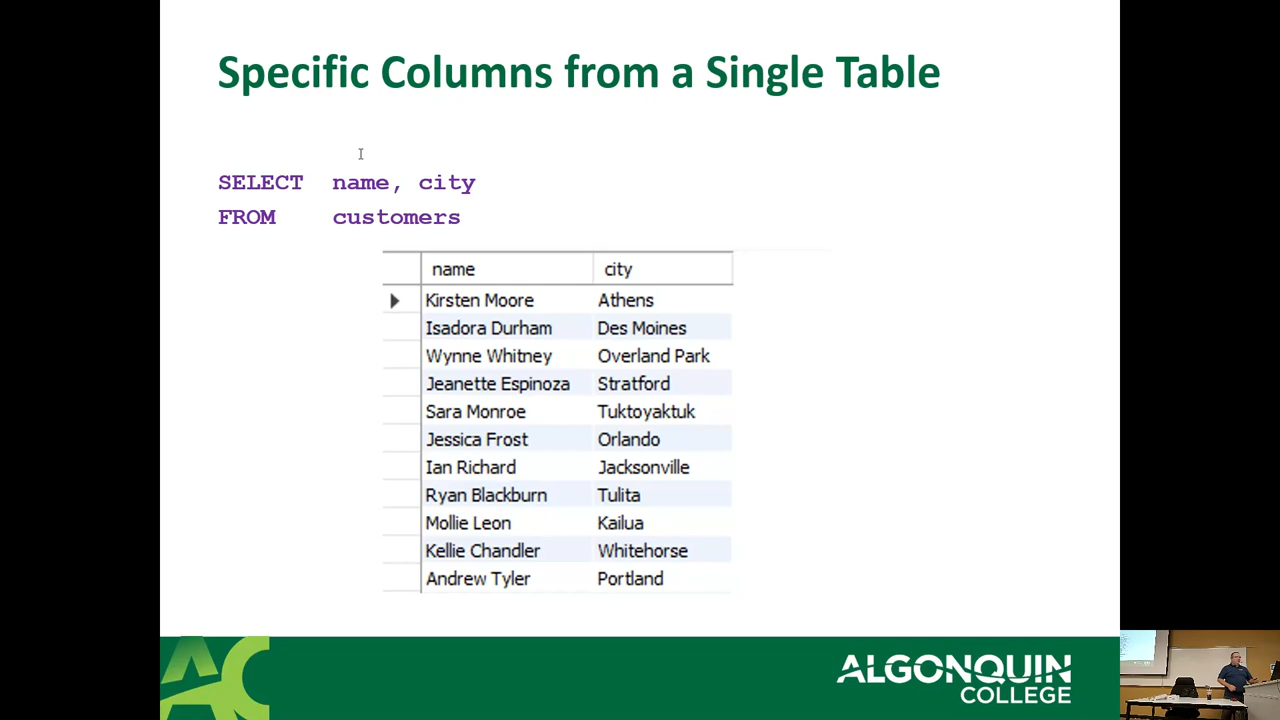 Specific Columns from a Single Table
SELECT name, city
FROM customers
name city
Kirsten Moore Athens
Isadora Durham Des Moines
Wynne Whitney Overland Park
Jeanette Espinoza Stratford
Sara Monroe Tuktoyaktuk
Jessica Frost Orlando
Ian Richard Jacksonville
Ryan Blackburn Tulita
Mollie Leon Kailua
Kellie Chandler Whitehorse
Andrew Tyler Portland
AC
ALGONQUIN
COLLEGE